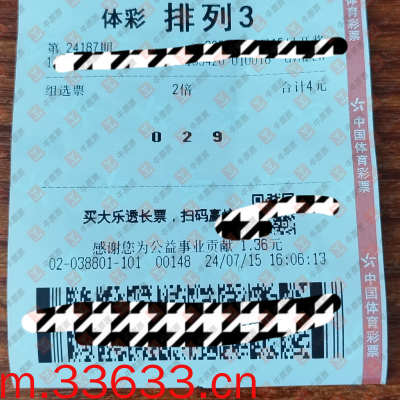 体彩 排列3
第 24187期
组选票 2倍 合计4元
0 2 9
买大乐透长票，扫码赢
感谢您为公益事业贡献 1.36元
02-038801-101 00148 24/07/15 16:06:13
中国体育彩票
中国体育彩票
m.33633.cn